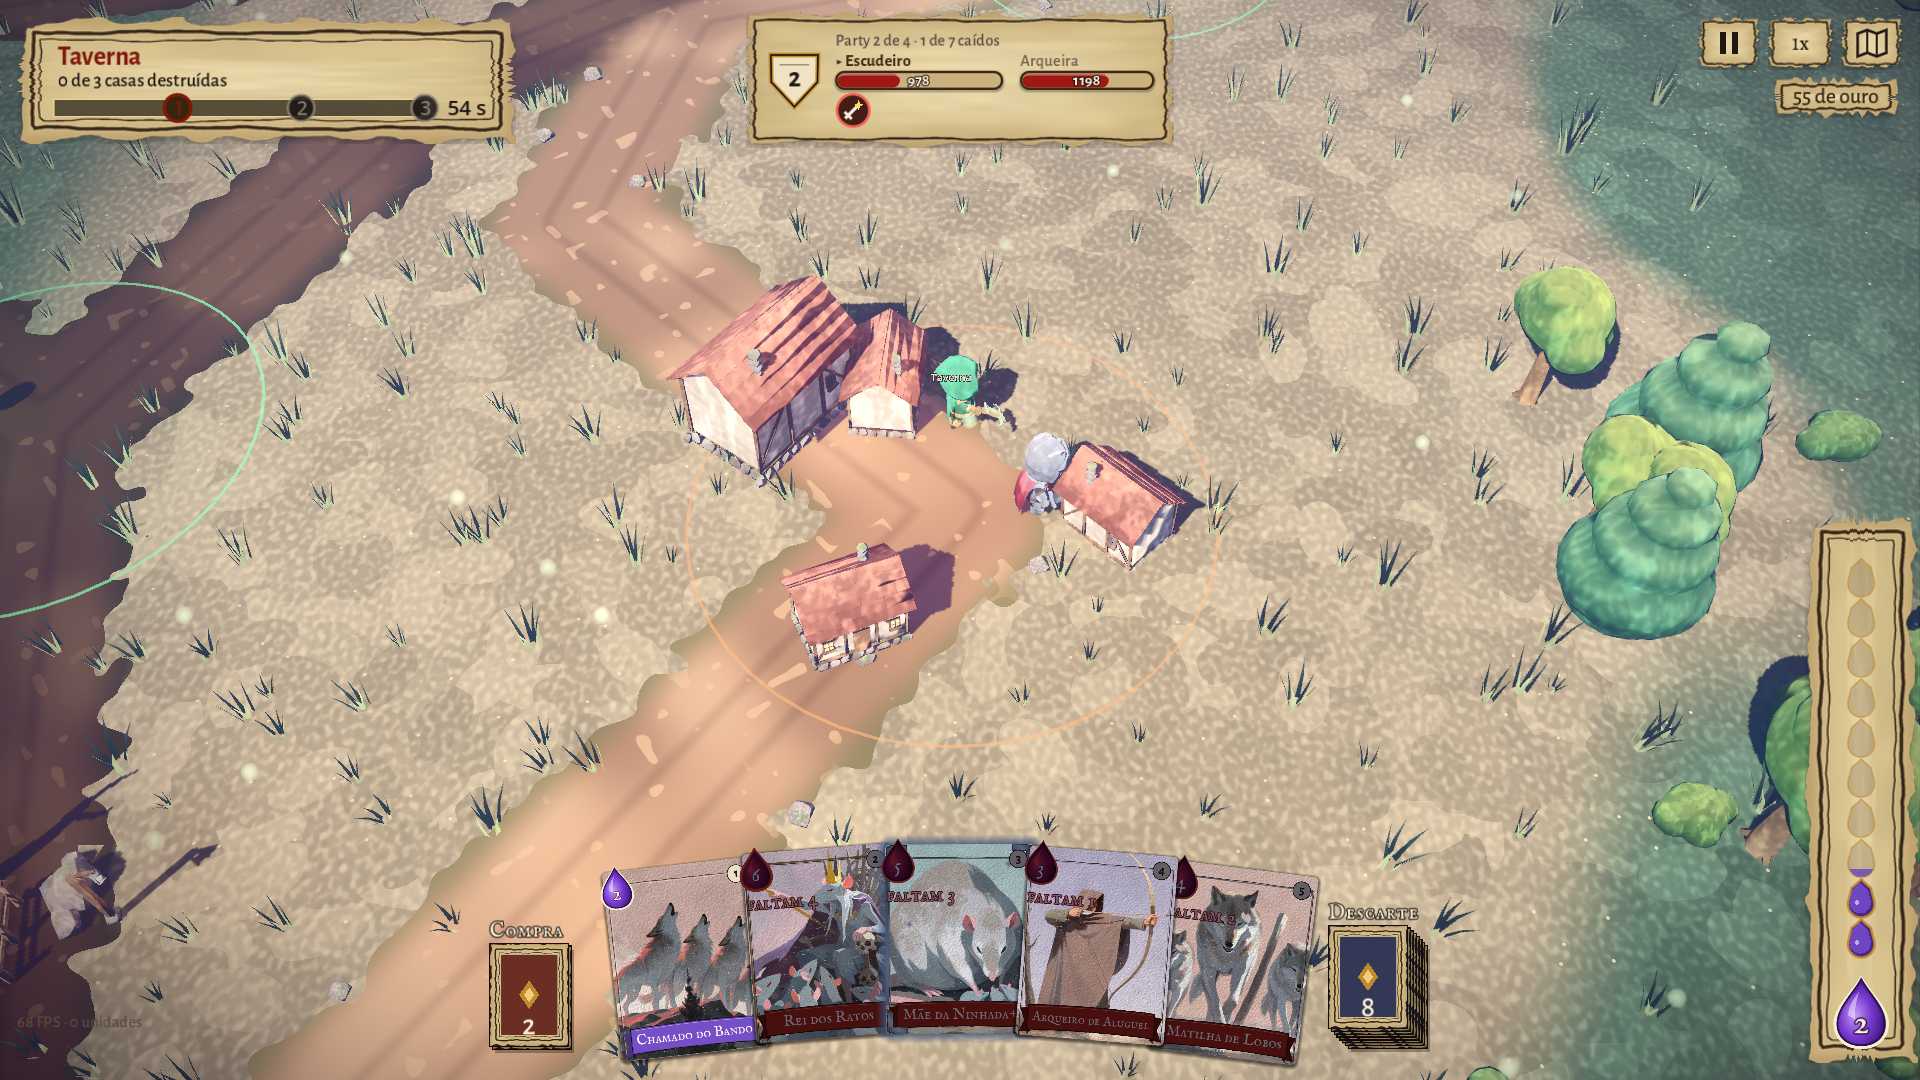 Taverna
0 de 3 casas destruídas
1
2
3
54 s
2
Party 2 de 4 · 1 de 7 caídos
▸ Escudeiro
978
Arqueira
1198
1x
55 de ouro
Taverna
Compra
2
2
1
Chamado do Bando
6
2
FALTAM 4
Rei dos Ratos
5
3
FALTAM 3
Mãe da Ninhada+
3
4
FALTAM 1
Arqueiro de Aluguel
4
5
FALTAM 2
Matilha de Lobos
Descarte
8
2
68 FPS · 0 unidades